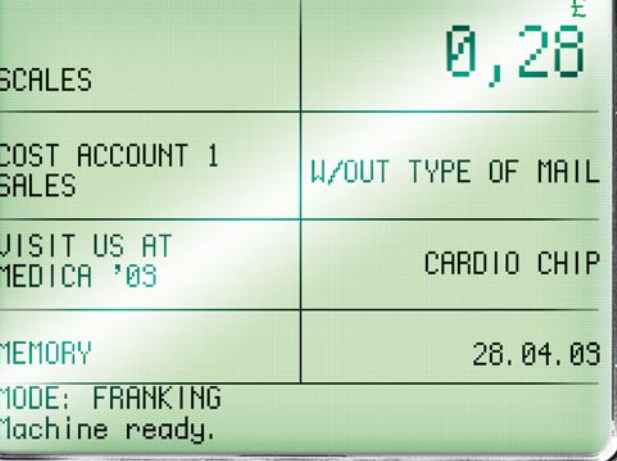 £
0,28
SCALES
COST ACCOUNT 1
SALES
W/OUT TYPE OF MAIL
VISIT US AT
MEDICA '09
CARDIO CHIP
MEMORY
28.04.09
MODE: FRANKING
Machine ready.